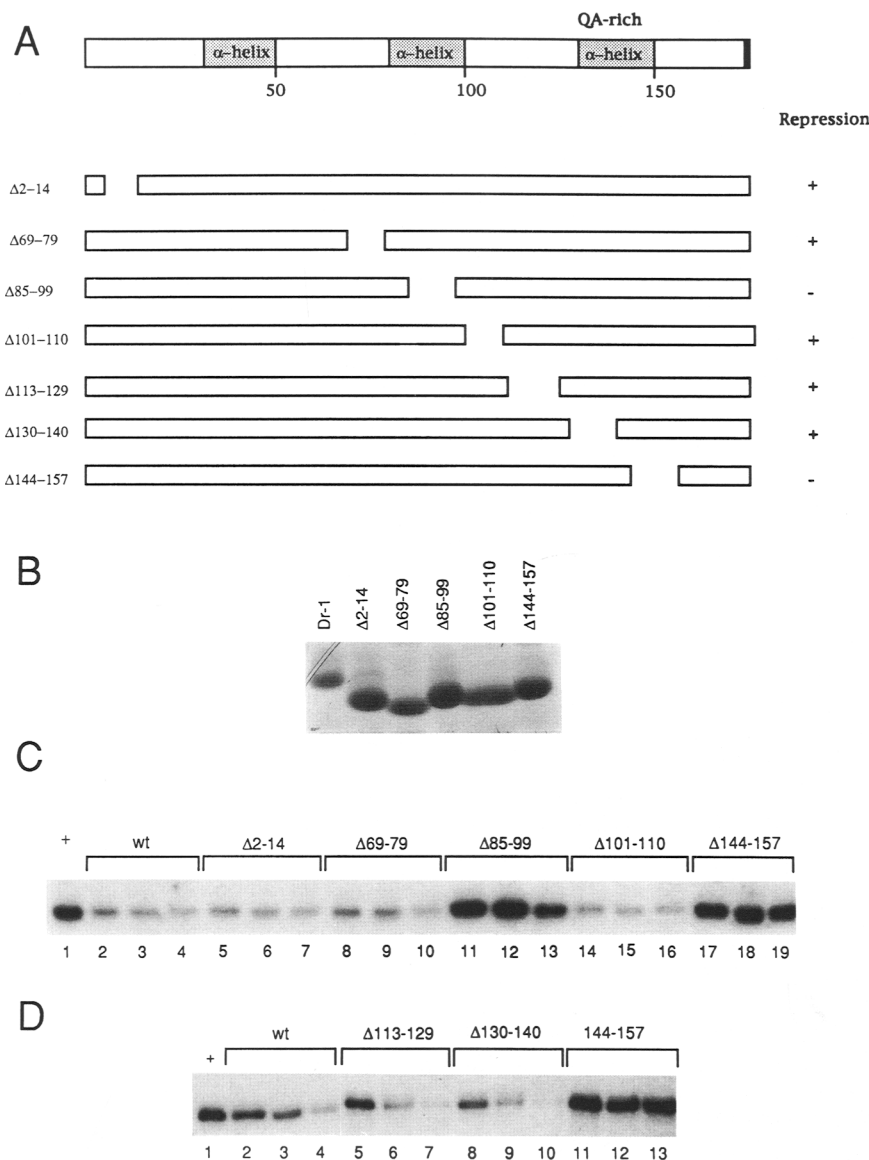 A
QA-rich
α-helix α-helix α-helix
50 100 150
Repression
Δ2-14 +
Δ69-79 +
Δ85-99 -
Δ101-110 +
Δ113-129 +
Δ130-140 +
Δ144-157 -
B
Dr-1 Δ2-14 Δ69-79 Δ85-99 Δ101-110 Δ144-157
C
+ wt Δ2-14 Δ69-79 Δ85-99 Δ101-110 Δ144-157
1 2 3 4 5 6 7 8 9 10 11 12 13 14 15 16 17 18 19
D
+ wt Δ113-129 Δ130-140 144-157
1 2 3 4 5 6 7 8 9 10 11 12 13